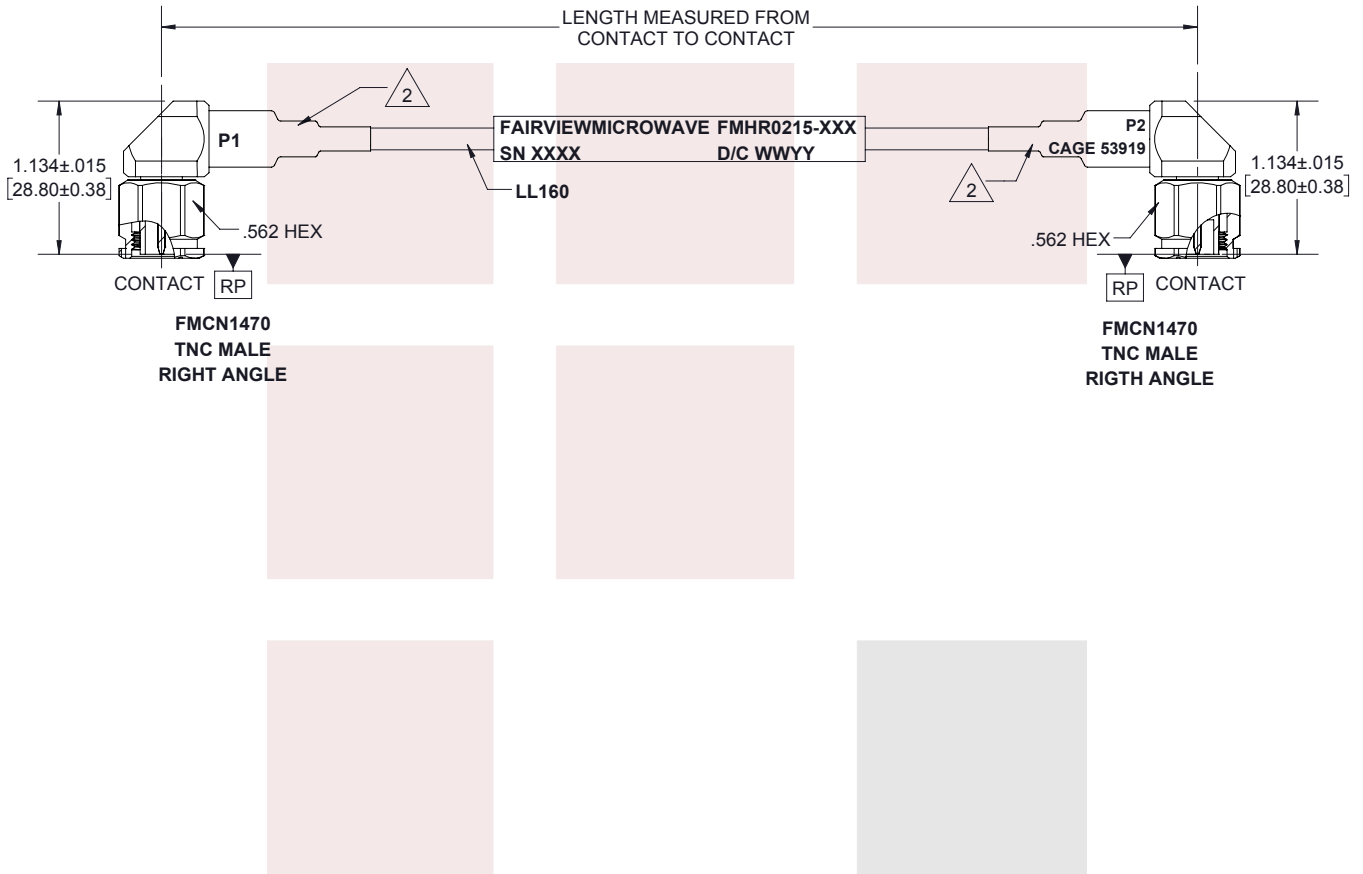 LENGTH MEASURED FROM
CONTACT TO CONTACT
2
P1
FAIRVIEWMICROWAVE FMHR0215-XXX
SN XXXX D/C WWYY
P2
CAGE 53919
1.134±.015
[28.80±0.38]
LL160
2
1.134±.015
[28.80±0.38]
.562 HEX
.562 HEX
CONTACT RP
RP CONTACT
FMCN1470
TNC MALE
RIGHT ANGLE
FMCN1470
TNC MALE
RIGTH ANGLE